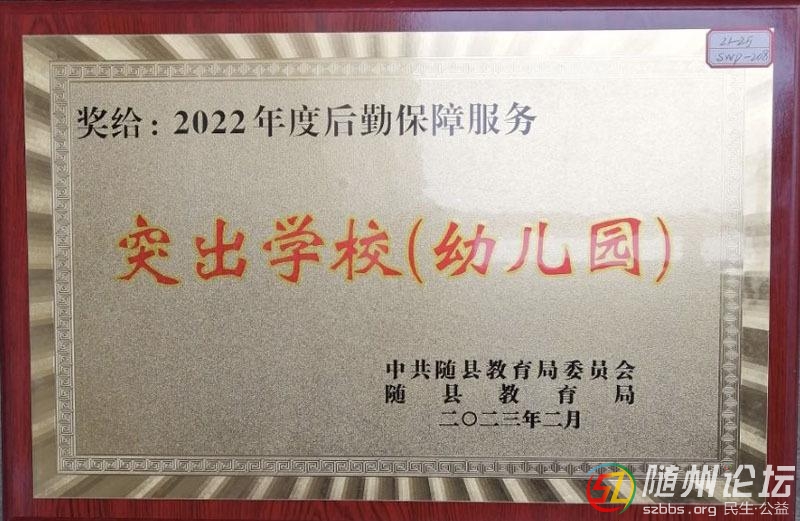 21-25
SWP-208
奖给：2022年度后勤保障服务
突出学校(幼儿园)
中共随县教育局委员会
随县教育局
二〇二三年二月
随州论坛
szbbs.org 民生·公益